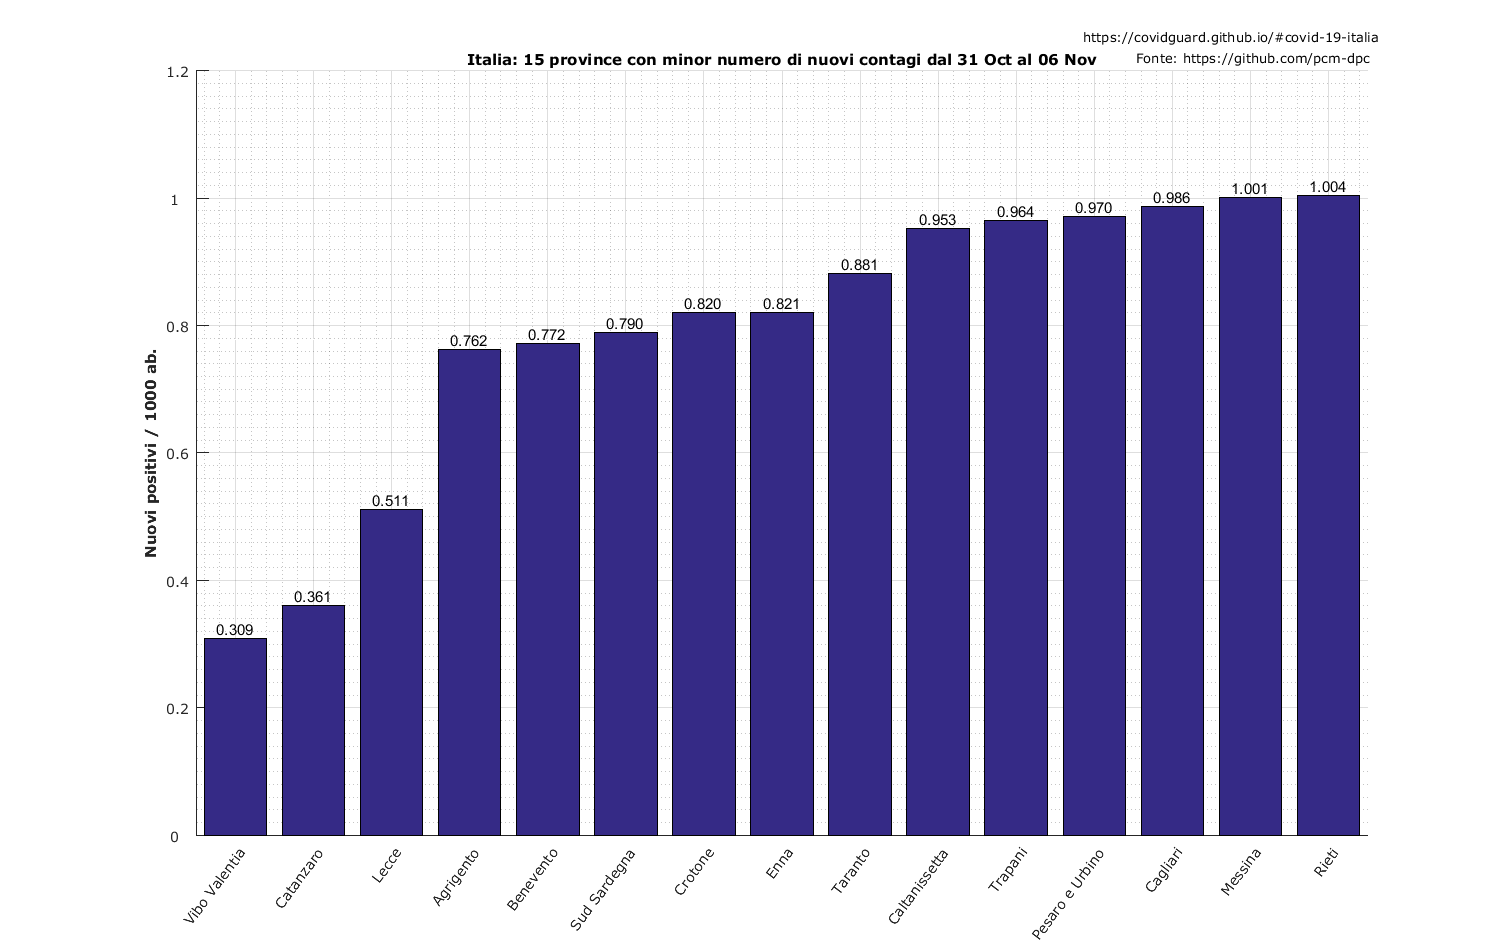 https://covidguard.github.io/#covid-19-italia
Italia: 15 province con minor numero di nuovi contagi dal 31 Oct al 06 Nov
Fonte: https://github.com/pcm-dpc
Nuovi positivi / 1000 ab.
1.2
1
0.8
0.6
0.4
0.2
0
0.309
0.361
0.511
0.762
0.772
0.790
0.820
0.821
0.881
0.953
0.964
0.970
0.986
1.001
1.004
Vibo Valentia
Catanzaro
Lecce
Agrigento
Benevento
Sud Sardegna
Crotone
Enna
Taranto
Caltanissetta
Trapani
Pesaro e Urbino
Cagliari
Messina
Rieti